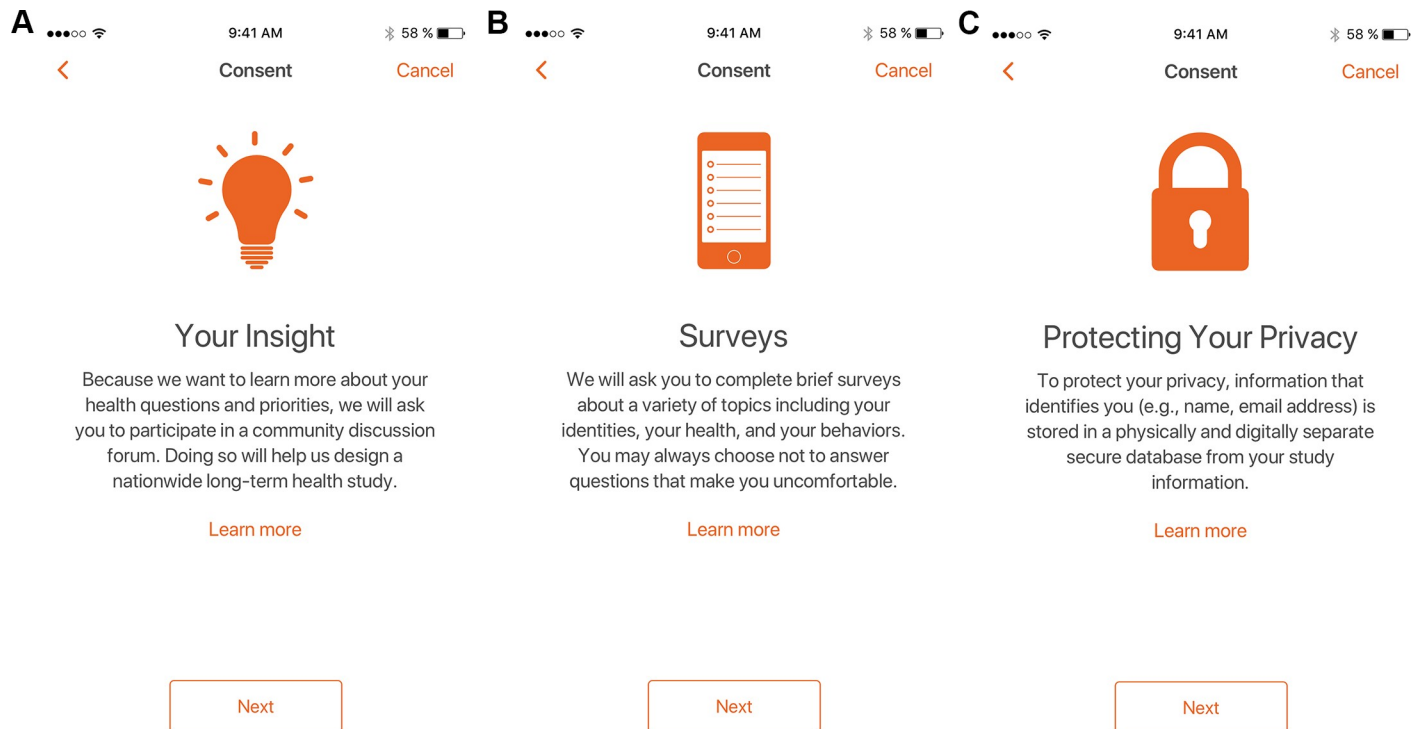 A
9:41 AM
58 %
Consent
Cancel
Your Insight
Because we want to learn more about your
health questions and priorities, we will ask
you to participate in a community discussion
forum. Doing so will help us design a
nationwide long-term health study.
Learn more
Next
B
9:41 AM
58 %
Consent
Cancel
Surveys
We will ask you to complete brief surveys
about a variety of topics including your
identities, your health, and your behaviors.
You may always choose not to answer
questions that make you uncomfortable.
Learn more
Next
C
9:41 AM
58 %
Consent
Cancel
Protecting Your Privacy
To protect your privacy, information that
identifies you (e.g., name, email address) is
stored in a physically and digitally separate
secure database from your study
information.
Learn more
Next